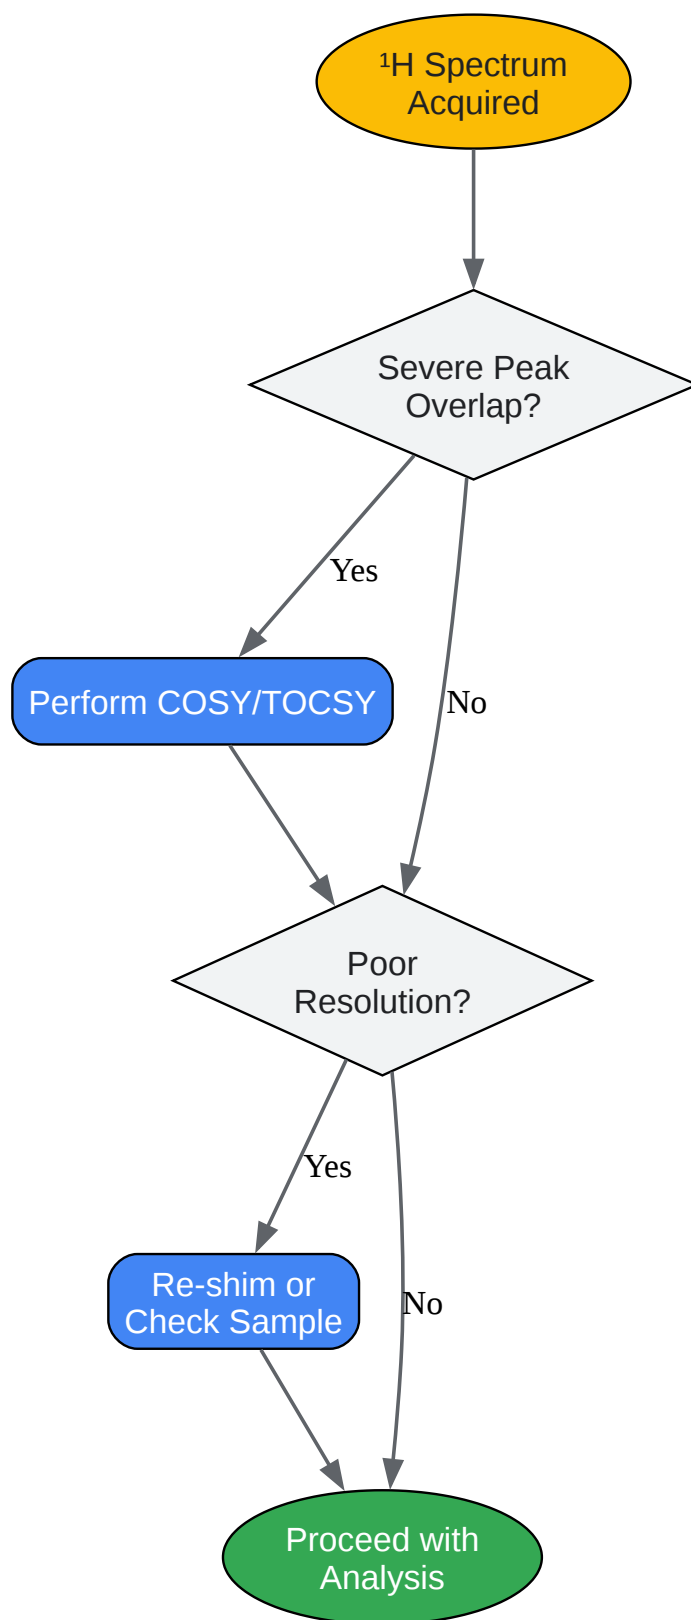 ¹H Spectrum
Acquired
Severe Peak
Overlap?
Yes
Perform COSY/TOCSY
No
Poor
Resolution?
Yes
Re-shim or
Check Sample
No
Proceed with
Analysis